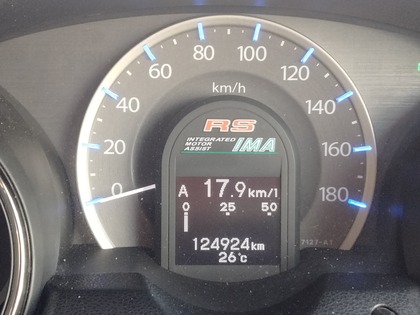 0
20
40
60
80
100
120
140
160
180
km/h
RS
INTEGRATED
MOTOR
ASSIST
IMA
A 17.9 km/l
0 25 50
124924 km
26°C